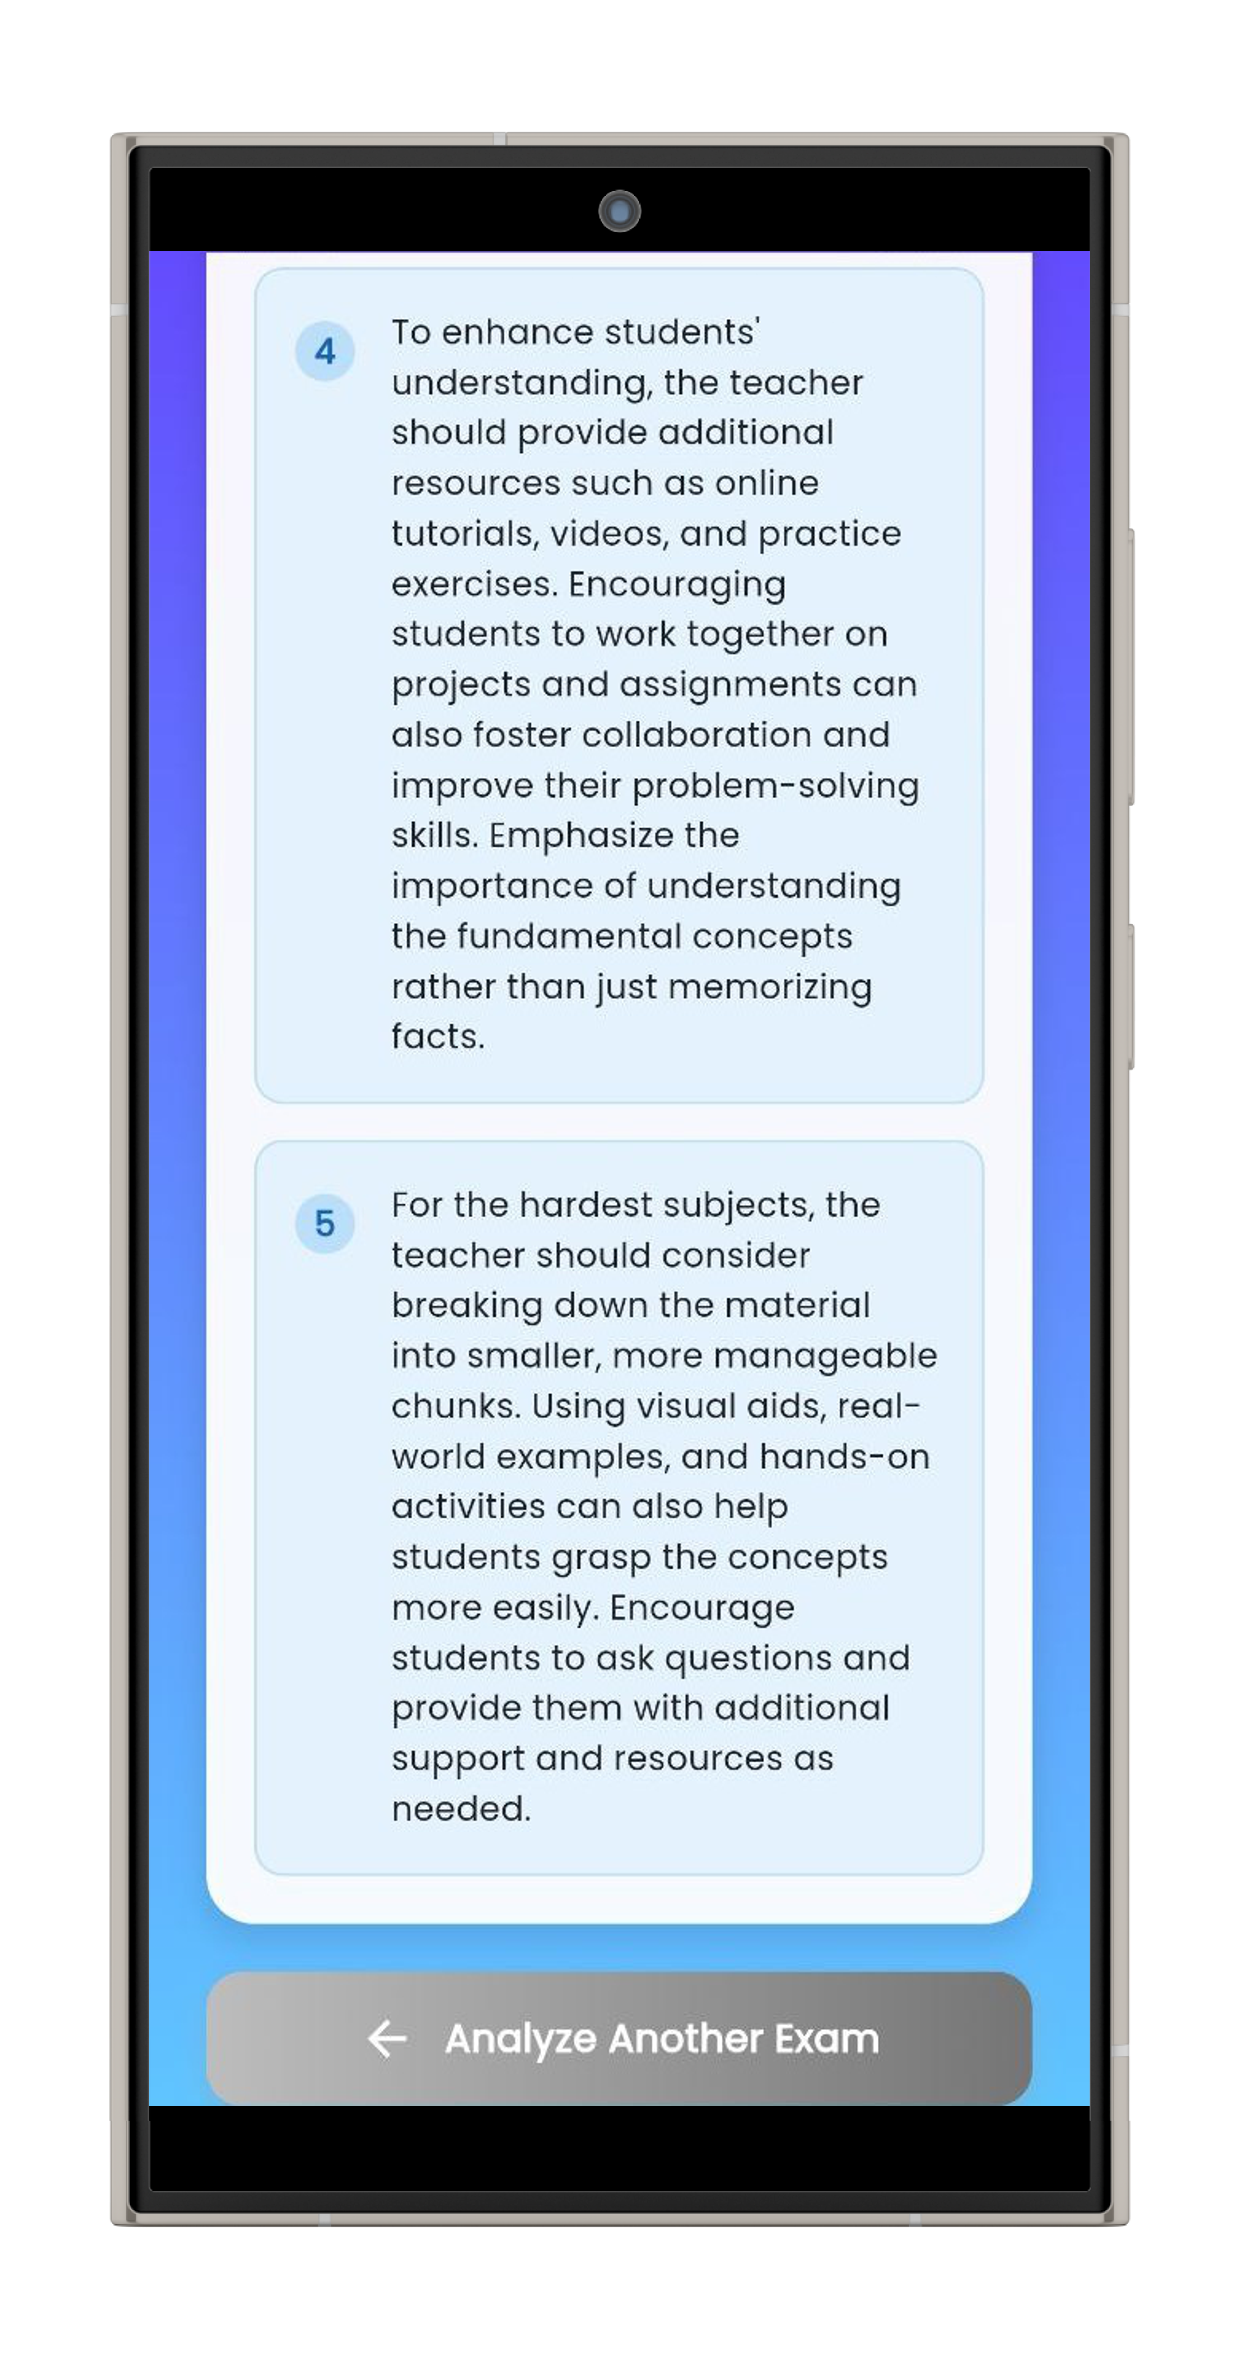 4
To enhance students'
understanding, the teacher
should provide additional
resources such as online
tutorials, videos, and practice
exercises. Encouraging
students to work together on
projects and assignments can
also foster collaboration and
improve their problem-solving
skills. Emphasize the
importance of understanding
the fundamental concepts
rather than just memorizing
facts.
5
For the hardest subjects, the
teacher should consider
breaking down the material
into smaller, more manageable
chunks. Using visual aids, real-
world examples, and hands-on
activities can also help
students grasp the concepts
more easily. Encourage
students to ask questions and
provide them with additional
support and resources as
needed.
← Analyze Another Exam